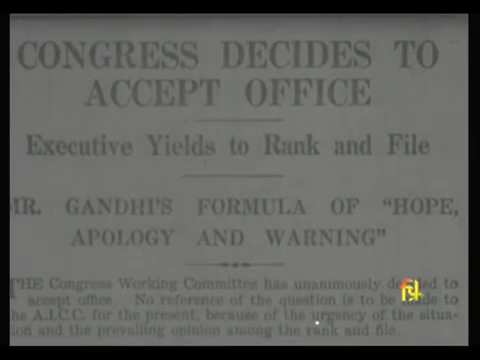 CONGRESS DECIDES TO
ACCEPT OFFICE
Executive Yields to Rank and File
MR. GANDHI'S FORMULA OF "HOPE,
APOLOGY AND WARNING"
THE Congress Working Committee has unanimously decided to
accept office. No reference of the question is to be made to
the A.I.C.C. for the present, because of the urgency of the situa-
tion and the prevailing opinion among the rank and file.